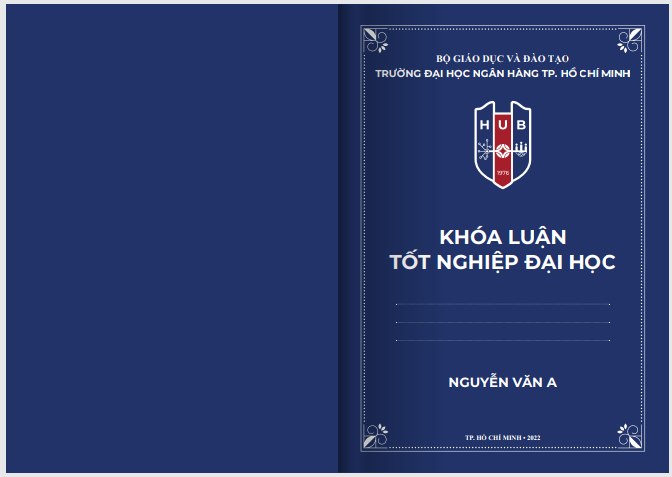 BỘ GIÁO DỤC VÀ ĐÀO TẠO
TRƯỜNG ĐẠI HỌC NGÂN HÀNG TP. HỒ CHÍ MINH
HUB
1976
KHÓA LUẬN
TỐT NGHIỆP ĐẠI HỌC
NGUYỄN VĂN A
TP. HỒ CHÍ MINH • 2022